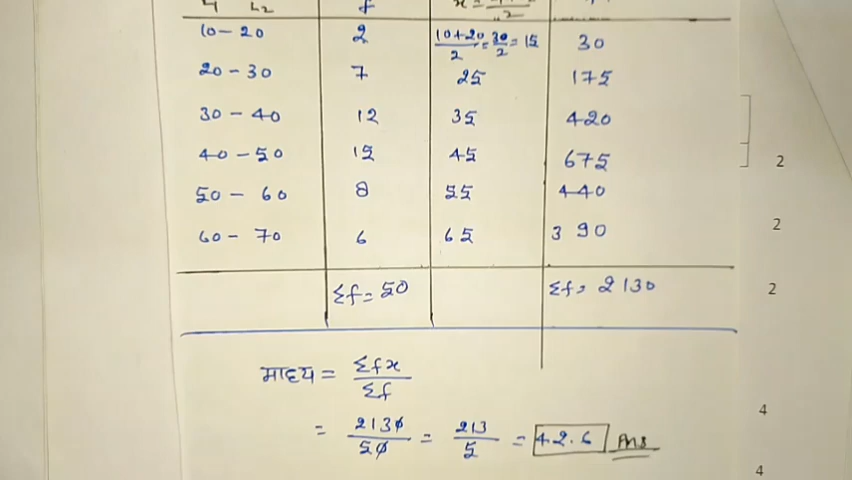 L₂ f
10-20 2 10+20/2 = 30/2 = 15 30
20-30 7 25 175
30-40 12 35 420
40-50 15 45 675
50-60 8 55 440
60-70 6 65 390
Σf = 50 Σf = 2130
माध्य = Σfx/Σf
= 2130/50 = 213/5 = 42.6 Ans
2
2
2
4
4